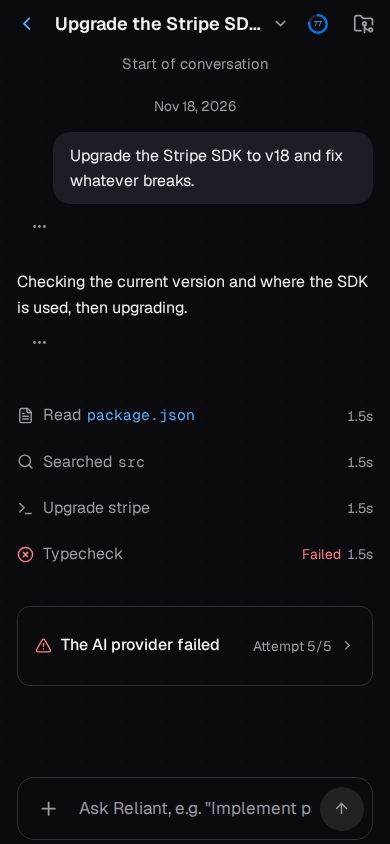 Upgrade the Stripe SD...
77
Start of conversation
Nov 18, 2026
Upgrade the Stripe SDK to v18 and fix
whatever breaks.
Checking the current version and where the SDK
is used, then upgrading.
Read package.json 1.5s
Searched src 1.5s
Upgrade stripe 1.5s
Typecheck Failed 1.5s
The AI provider failed Attempt 5/5
Ask Reliant, e.g. "Implement p